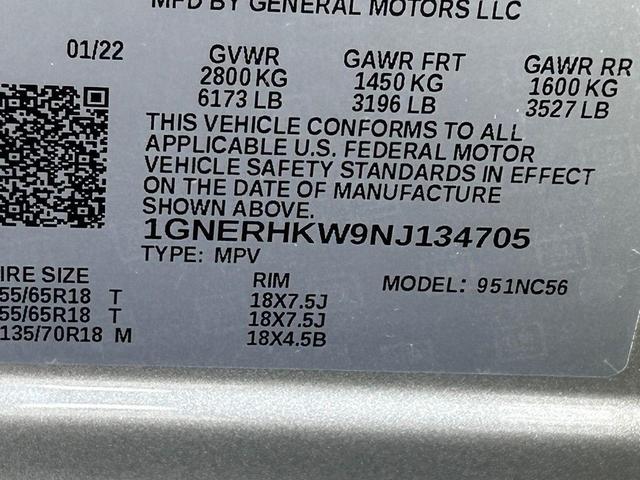 MFD BY GENERAL MOTORS LLC
01/22 GVWR GAWR FRT GAWR RR
2800 KG 1450 KG 1600 KG
6173 LB 3196 LB 3527 LB
THIS VEHICLE CONFORMS TO ALL
APPLICABLE U.S. FEDERAL MOTOR
VEHICLE SAFETY STANDARDS IN EFFECT
ON THE DATE OF MANUFACTURE
SHOWN ABOVE.
1GNERHKW9NJ134705
TYPE: MPV
IRE SIZE RIM MODEL: 951NC56
55/65R18 T 18X7.5J
55/65R18 T 18X7.5J
135/70R18 M 18X4.5B